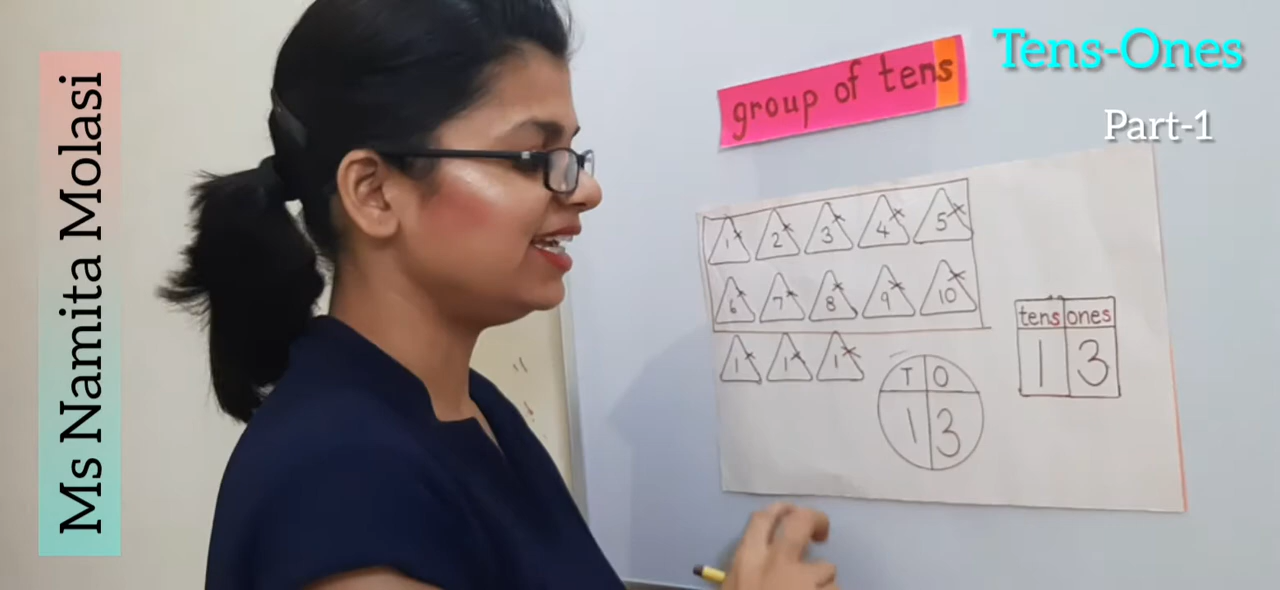 Ms Namita Molasi
Tens-Ones
Part-1
group of tens
1 2 3 4 5
6 7 8 9 10
1 1 1
tens ones
1 3
T O
1 3